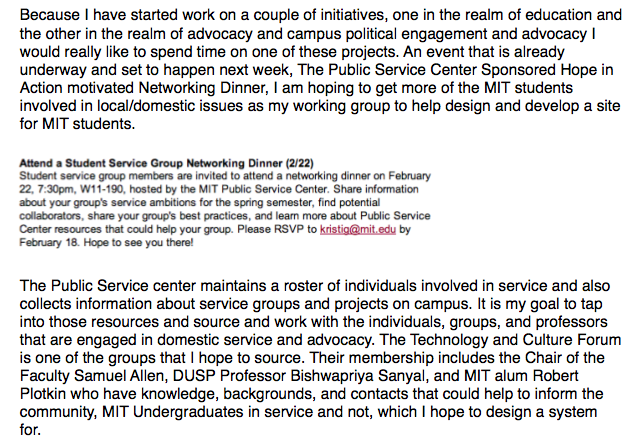 Because I have started work on a couple of initiatives, one in the realm of education and
the other in the realm of advocacy and campus political engagement and advocacy I
would really like to spend time on one of these projects. An event that is already
underway and set to happen next week, The Public Service Center Sponsored Hope in
Action motivated Networking Dinner, I am hoping to get more of the MIT students
involved in local/domestic issues as my working group to help design and develop a site
for MIT students.
Attend a Student Service Group Networking Dinner (2/22)
Student service group members are invited to attend a networking dinner on February
22, 7:30pm, W11-190, hosted by the MIT Public Service Center. Share information
about your group's service ambitions for the spring semester, find potential
collaborators, share your group's best practices, and learn more about Public Service
Center resources that could help your group. Please RSVP to kristig@mit.edu by
February 18. Hope to see you there!
The Public Service center maintains a roster of individuals involved in service and also
collects information about service groups and projects on campus. It is my goal to tap
into those resources and source and work with the individuals, groups, and professors
that are engaged in domestic service and advocacy. The Technology and Culture Forum
is one of the groups that I hope to source. Their membership includes the Chair of the
Faculty Samuel Allen, DUSP Professor Bishwapriya Sanyal, and MIT alum Robert
Plotkin who have knowledge, backgrounds, and contacts that could help to inform the
community, MIT Undergraduates in service and not, which I hope to design a system
for.